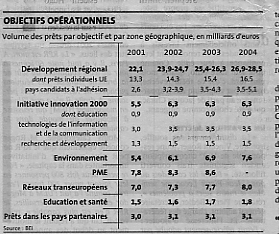 OBJECTIFS OPÉRATIONNELS
Volume des prêts par objectif et par zone géographique, en milliards d'euros
2001 2002 2003 2004
Développement régional 22,1 23,9-24,7 25,4-26,3 26,9-28,5
dont prêts individuels UE 13,3 14,3 15,4 16,5
pays candidats à l'adhésion 2,6 3,2-3,9 3,5-4,3 3,5-5,1
Initiative innovation 2000 5,5 6,3 6,3 6,3
dont éducation 0,9 0,9 0,9 0,9
technologies de l'information
et de la communication 3,0 3,5 3,5 3,5
recherche et développement 1,3 1,5 1,5 1,5
Environnement 5,4 6,1 6,9 7,6
PME 7,8 8,3 8,6 -
Réseaux transeuropéens 7,0 7,3 7,7 8,0
Education et santé 1,5 1,6 1,7 1,8
Prêts dans les pays partenaires 3,0 3,1 3,1 3,1
Source : BEI